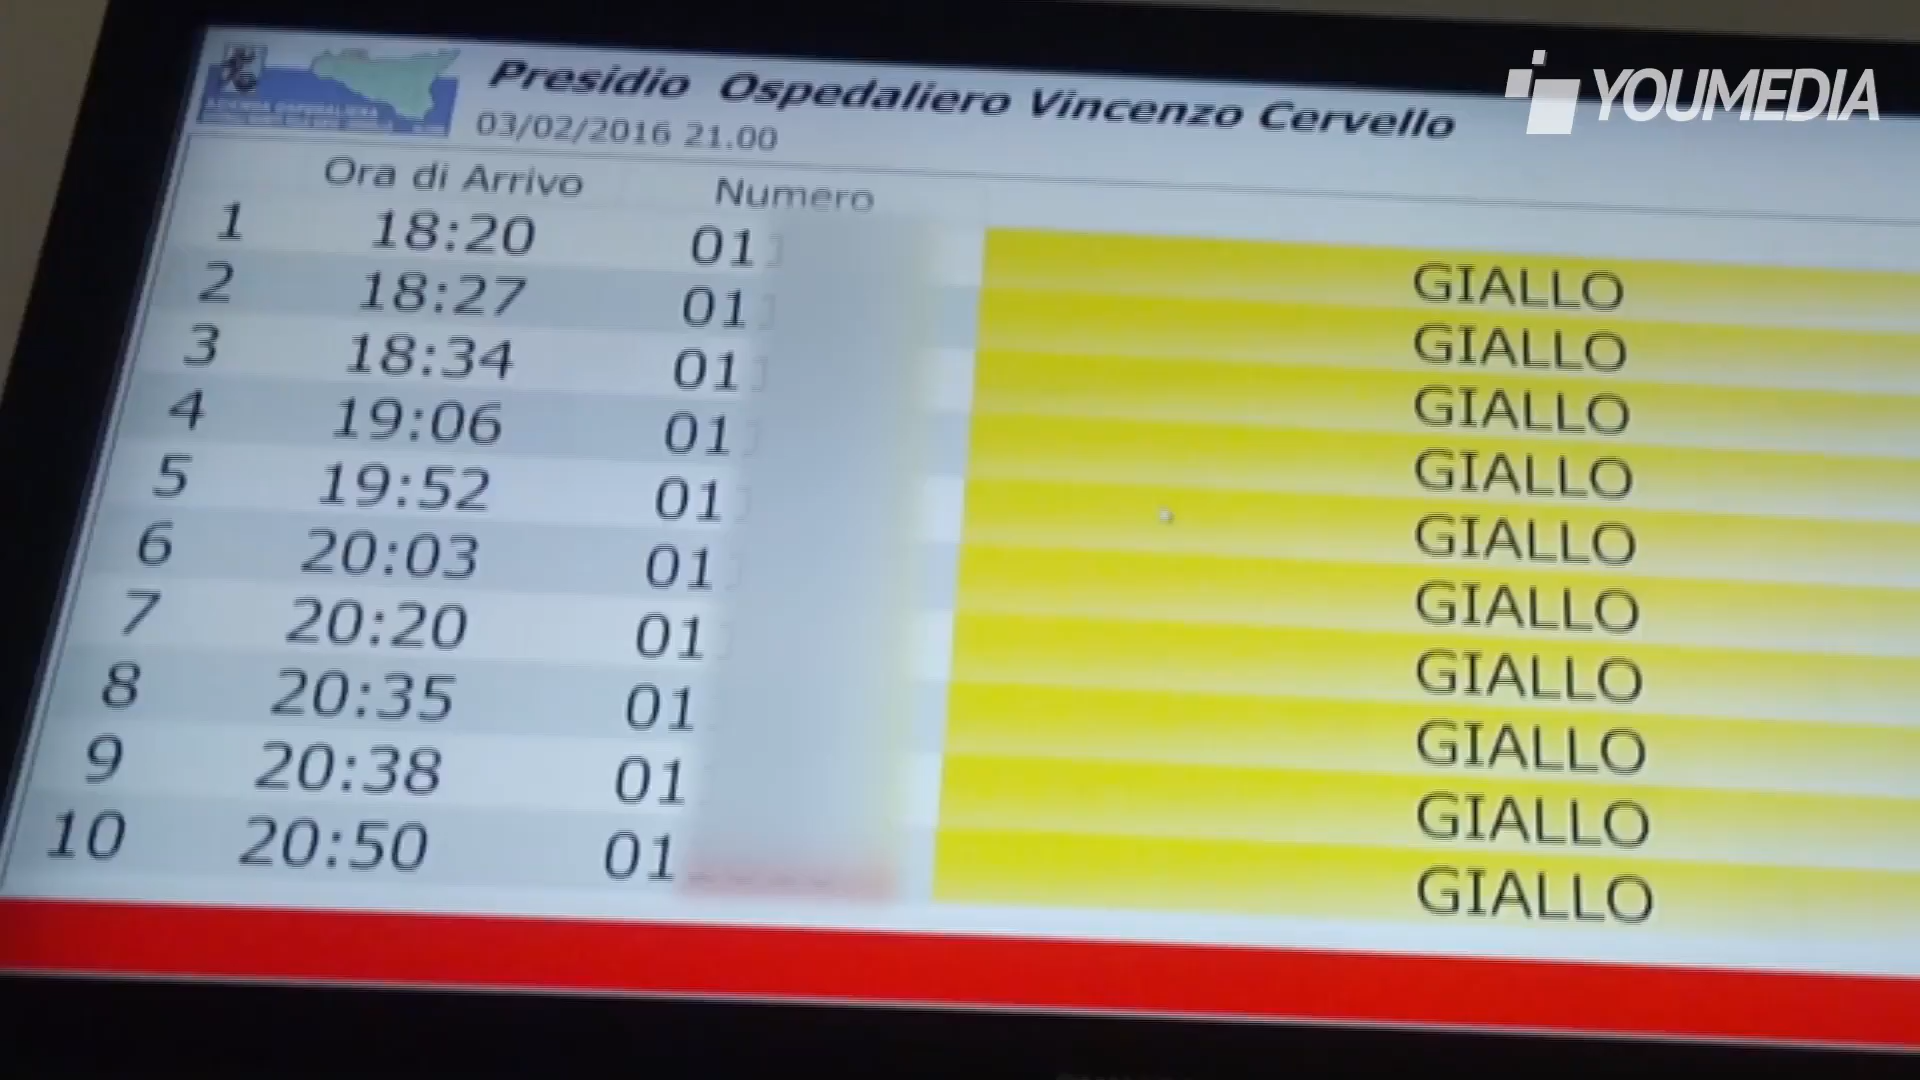 YOUMEDIA
Presidio Ospedaliero Vincenzo Cervello
AZIENDA OSPEDALIERA
03/02/2016 21.00
Ora di Arrivo Numero
1 18:20 01 GIALLO
2 18:27 01 GIALLO
3 18:34 01 GIALLO
4 19:06 01 GIALLO
5 19:52 01 GIALLO
6 20:03 01 GIALLO
7 20:20 01 GIALLO
8 20:35 01 GIALLO
9 20:38 01 GIALLO
10 20:50 01 GIALLO